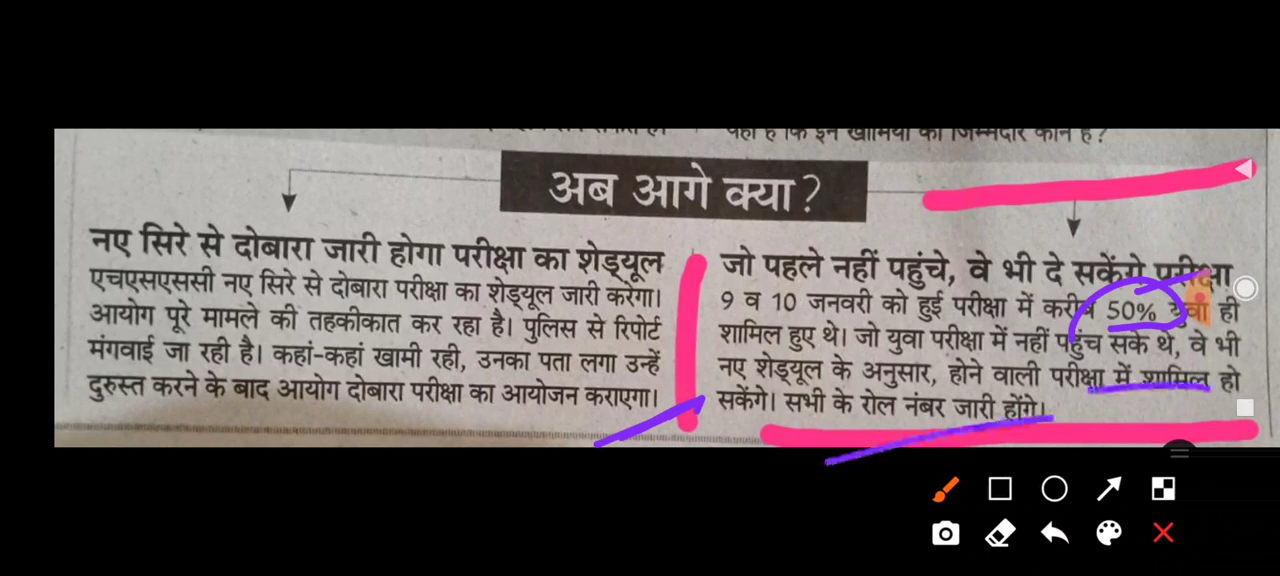 यही है कि इन खामियों का जिम्मेदार कौन है?
अब आगे क्या?
नए सिरे से दोबारा जारी होगा परीक्षा का शेड्यूल
एचएसएससी नए सिरे से दोबारा परीक्षा का शेड्यूल जारी करेगा।
आयोग पूरे मामले की तहकीकात कर रहा है। पुलिस से रिपोर्ट
मंगवाई जा रही है। कहां-कहां खामी रही, उनका पता लगा उन्हें
दुरुस्त करने के बाद आयोग दोबारा परीक्षा का आयोजन कराएगा।
जो पहले नहीं पहुंचे, वे भी दे सकेंगे परीक्षा
9 व 10 जनवरी को हुई परीक्षा में करीब 50% युवा ही
शामिल हुए थे। जो युवा परीक्षा में नहीं पहुंच सके थे, वे भी
नए शेड्यूल के अनुसार, होने वाली परीक्षा में शामिल हो
सकेंगे। सभी के रोल नंबर जारी होंगे।